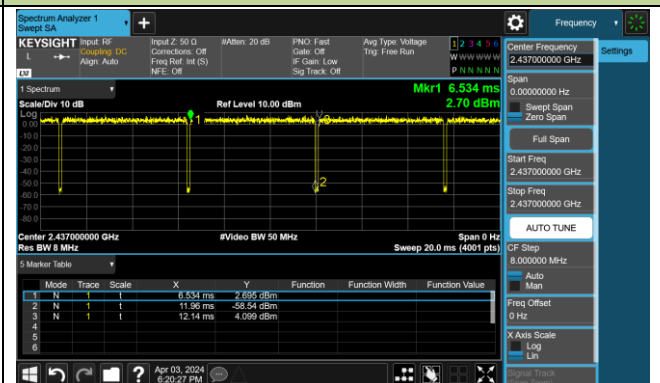 Spectrum Analyzer 1
Swept SA
+
Frequency
KEYSIGHT Input: RF Input Z: 50 Ω #Atten: 20 dB PNO: Fast Avg Type: Voltage 1 2 3 4 5 6
L Coupling: DC Corrections: Off Gate: Off Trig: Free Run W W W W W W
Align: Auto Freq Ref: Int (S) IF Gain: Low
NFE: Off Sig Track: Off P N N N N N
LXI
Center Frequency
2.437000000 GHz
Settings
Span
0.00000000 Hz
Swept Span
Zero Span
Full Span
Start Freq
2.437000000 GHz
Stop Freq
2.437000000 GHz
AUTO TUNE
CF Step
8.000000 MHz
Auto
Man
Freq Offset
0 Hz
X Axis Scale
Log
Lin
Signal Track
1 Spectrum
Mkr1 6.534 ms
Scale/Div 10 dB Ref Level 10.00 dBm 2.70 dBm
Log
0.00
-10.0
-20.0
-30.0
-40.0
-50.0
-60.0
-70.0
-80.0
1
3
2
Center 2.437000000 GHz #Video BW 50 MHz Span 0 Hz
Res BW 8 MHz Sweep 20.0 ms (4001 pts)
5 Marker Table
Mode Trace Scale X Y Function Function Width Function Value
1 N 1 t 6.534 ms 2.695 dBm
2 N 1 t 11.96 ms -58.54 dBm
3 N 1 t 12.14 ms 4.099 dBm
4
5
6
?
Apr 03, 2024
6:20:27 PM